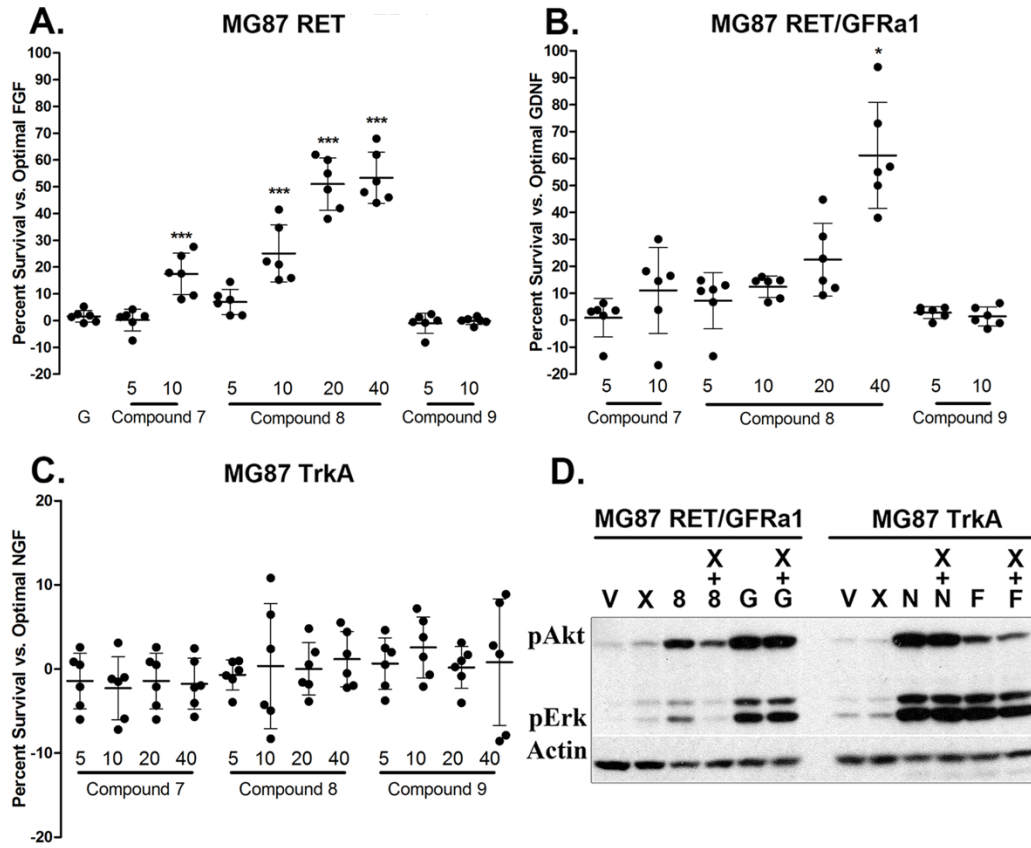 A.
MG87 RET
Percent Survival vs. Optimal FGF
100
90
80
70
60
50
40
30
20
10
0
-10
-20
*** *** *** ***
5 10 5 10 20 40 5 10
G Compound 7 Compound 8 Compound 9
B.
MG87 RET/GFRa1
Percent Survival vs. Optimal GDNF
100
90
80
70
60
50
40
30
20
10
0
-10
-20
*
5 10 5 10 20 40 5 10
Compound 7 Compound 8 Compound 9
C.
MG87 TrkA
Percent Survival vs. Optimal NGF
20
10
0
-10
-20
5 10 20 40 5 10 20 40 5 10 20 40
Compound 7 Compound 8 Compound 9
D.
MG87 RET/GFRa1 MG87 TrkA
X X X X
+ + + +
V X 8 8 G G V X N N F F
pAkt
pErk
Actin